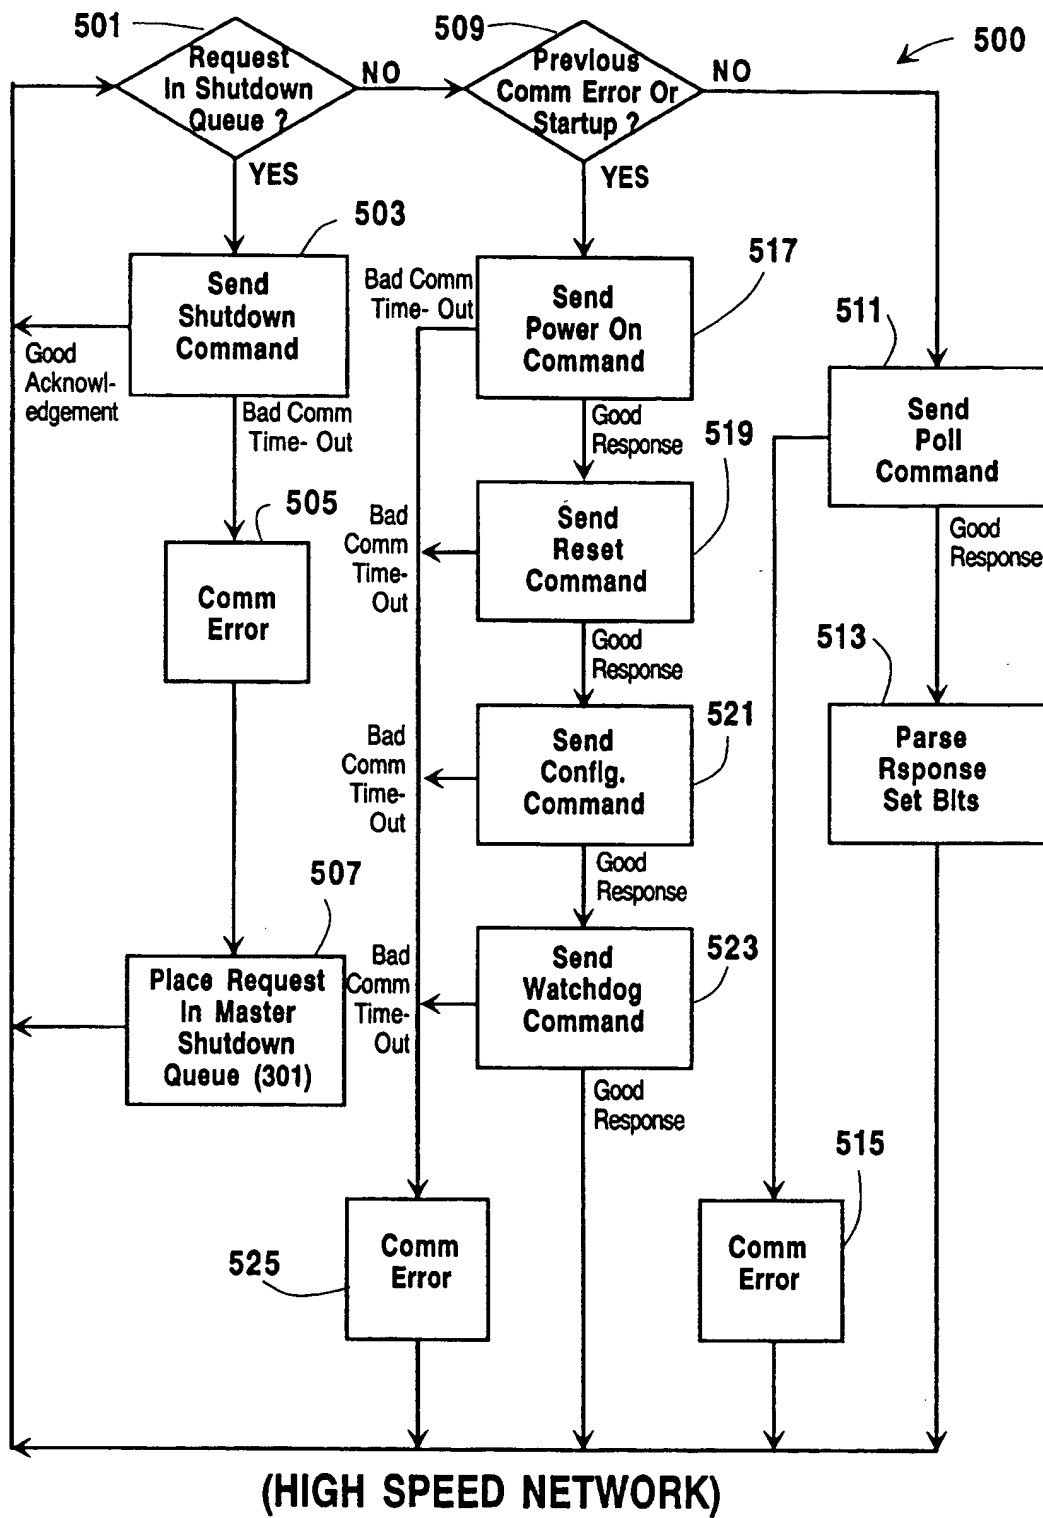 501
Request
In Shutdown
Queue ?
NO
YES
509
Previous
Comm Error Or
Startup ?
NO
YES
500
503
Send
Shutdown
Command
Good
Acknowl-
edgement
Bad Comm
Time- Out
505
Comm
Error
507
Place Request
In Master
Shutdown
Queue (301)
517
Bad Comm
Time- Out
Send
Power On
Command
Good
Response
519
Bad
Comm
Time-
Out
Send
Reset
Command
Good
Response
521
Bad
Comm
Time-
Out
Send
Config.
Command
Good
Response
523
Bad
Comm
Time-
Out
Send
Watchdog
Command
Good
Response
525
Comm
Error
511
Send
Poll
Command
Good
Response
513
Parse
Rsponse
Set Bits
515
Comm
Error
(HIGH SPEED NETWORK)